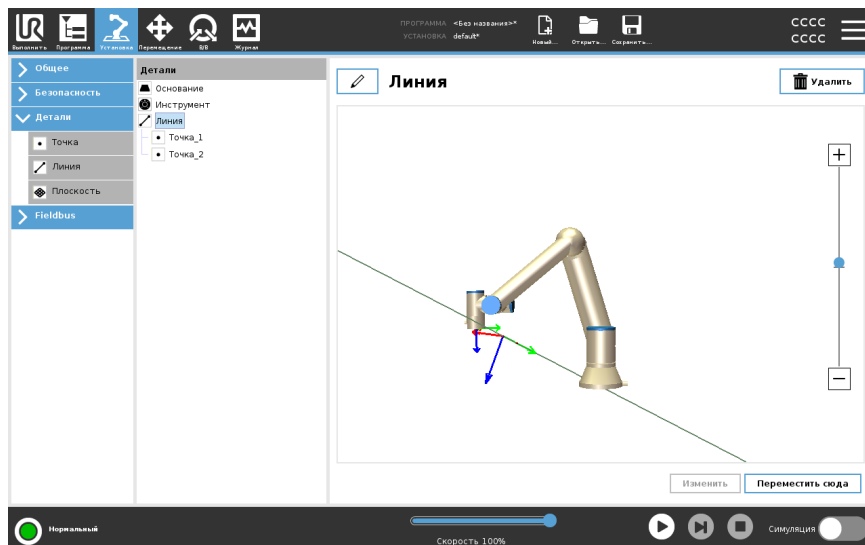 Выполнить
Программа
Установка
Перемещение
В/В
Журнал
ПРОГРАММА <Без названия>*
УСТАНОВКА default*
Новый...
Открыть...
Сохранить...
CCCC
CCCC
Общее
Безопасность
Детали
Точка
Линия
Плоскость
Fieldbus
Детали
Основание
Инструмент
Линия
Точка_1
Точка_2
Линия
Удалить
Изменить
Переместить сюда
Нормальный
Скорость 100%
Симуляция